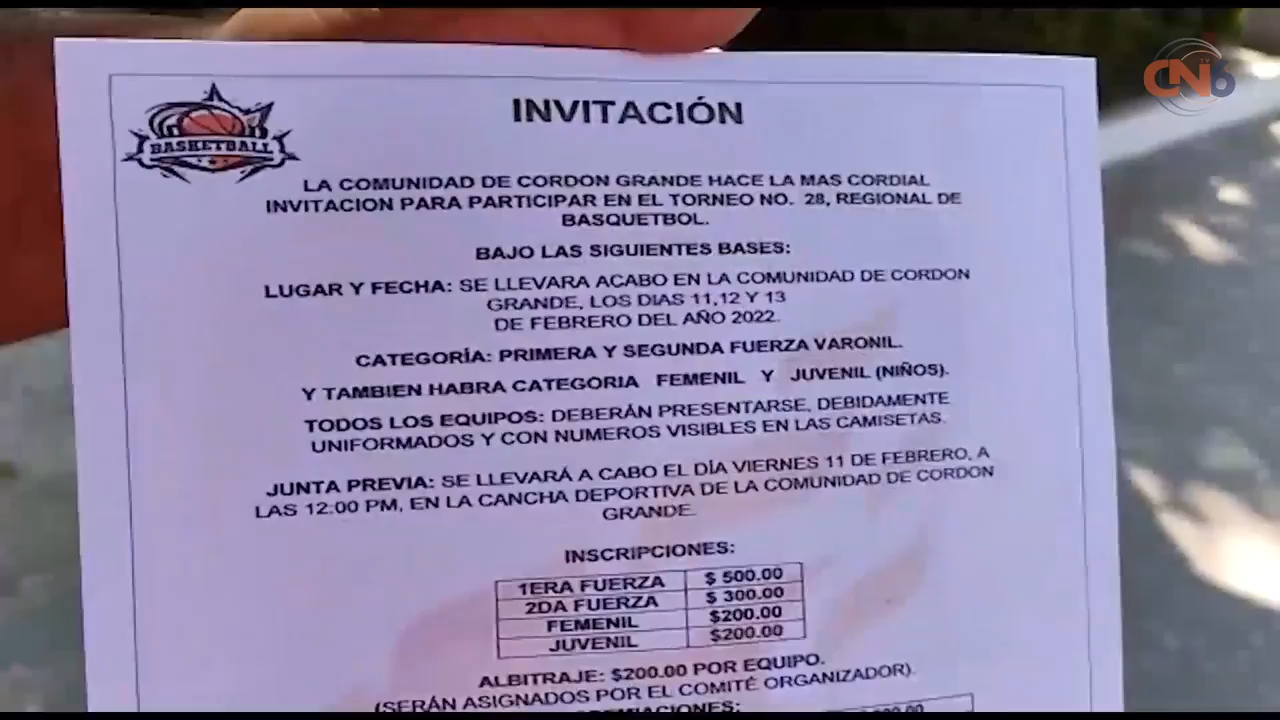 CN6
TV
BASKETBALL
INVITACIÓN
LA COMUNIDAD DE CORDON GRANDE HACE LA MAS CORDIAL
INVITACION PARA PARTICIPAR EN EL TORNEO NO. 28, REGIONAL DE
BASQUETBOL.
BAJO LAS SIGUIENTES BASES:
LUGAR Y FECHA: SE LLEVARA ACABO EN LA COMUNIDAD DE CORDON
GRANDE, LOS DIAS 11,12 Y 13
DE FEBRERO DEL AÑO 2022.
CATEGORÍA: PRIMERA Y SEGUNDA FUERZA VARONIL.
Y TAMBIEN HABRA CATEGORIA FEMENIL Y JUVENIL (NIÑOS).
TODOS LOS EQUIPOS: DEBERÁN PRESENTARSE, DEBIDAMENTE
UNIFORMADOS Y CON NUMEROS VISIBLES EN LAS CAMISETAS.
JUNTA PREVIA: SE LLEVARÁ A CABO EL DÍA VIERNES 11 DE FEBRERO, A
LAS 12:00 PM, EN LA CANCHA DEPORTIVA DE LA COMUNIDAD DE CORDON
GRANDE.
INSCRIPCIONES:
1ERA FUERZA $ 500.00
2DA FUERZA $ 300.00
FEMENIL $200.00
JUVENIL $200.00
ALBITRAJE: $200.00 POR EQUIPO.
(SERÁN ASIGNADOS POR EL COMITÉ ORGANIZADOR).